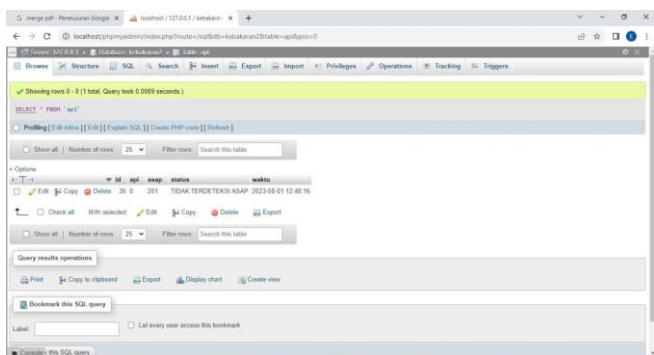 merge pdf - Penelusuran Google
localhost / 127.0.0.1 / kebakaran
localhost/phpmyadmin/index.php?route=/sql&db=kebakaran2&table=api&pos=0
Server: 127.0.0.1 » Database: kebakaran2 » Table: api
Browse Structure SQL Search Insert Export Import Privileges Operations Tracking Triggers
Showing rows 0 - 0 (1 total, Query took 0.0089 seconds.)
SELECT * FROM `api`
Profiling [ Edit inline ] [ Edit ] [ Explain SQL ] [ Create PHP code ] [ Refresh ]
Show all | Number of rows: 25 Filter rows: Search this table
+ Options
id api asap status waktu
Edit Copy Delete 35 0 201 TIDAK TERDETEKSI ASAP 2023-08-01 12:48:16
Check all With selected: Edit Copy Delete Export
Show all | Number of rows: 25 Filter rows: Search this table
Query results operations
Print Copy to clipboard Export Display chart Create view
Bookmark this SQL query
Label: Let every user access this bookmark
Console this SQL query